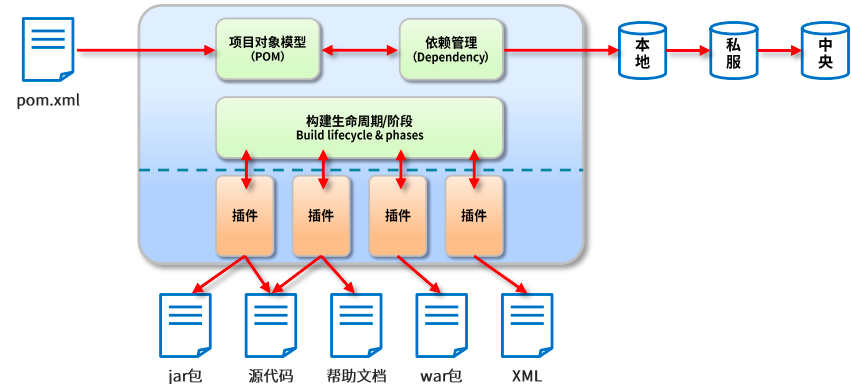 pom.xml
项目对象模型
（POM）
依赖管理
（Dependency）
本
地
私
服
中
央
构建生命周期/阶段
Build lifecycle & phases
插件
插件
插件
插件
jar包
源代码
帮助文档
war包
XML